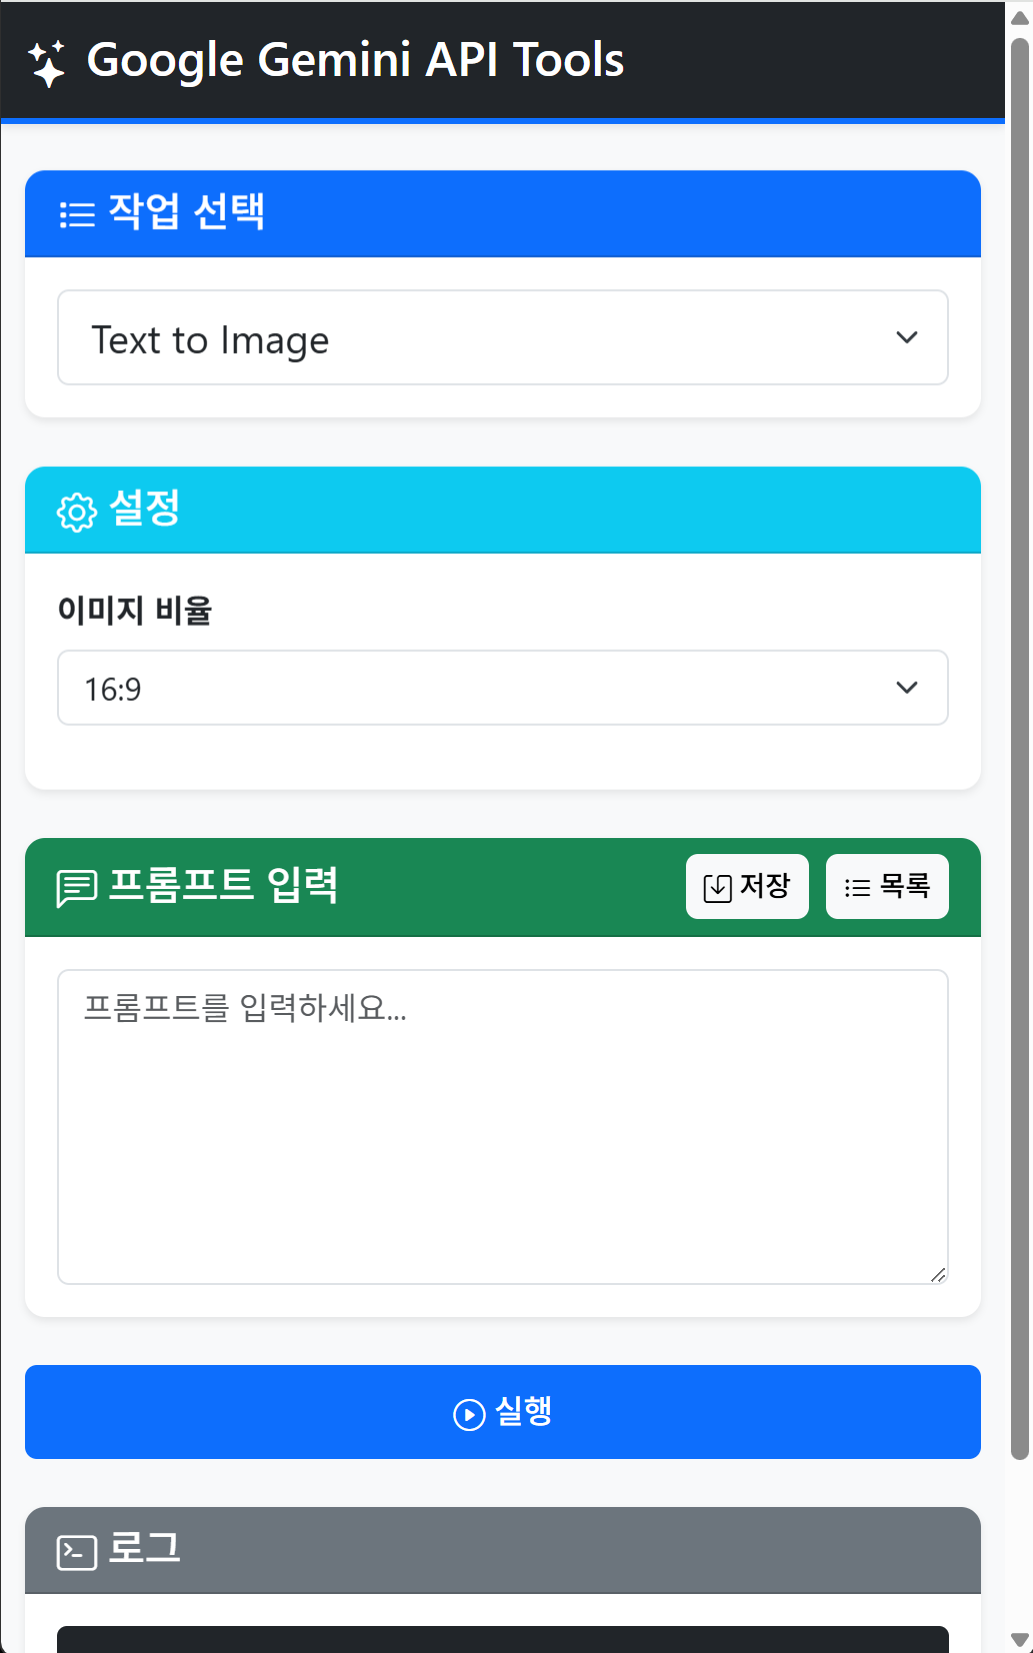 Google Gemini API Tools
작업 선택
Text to Image
설정
이미지 비율
16:9
프롬프트 입력
저장
목록
프롬프트를 입력하세요...
실행
로그